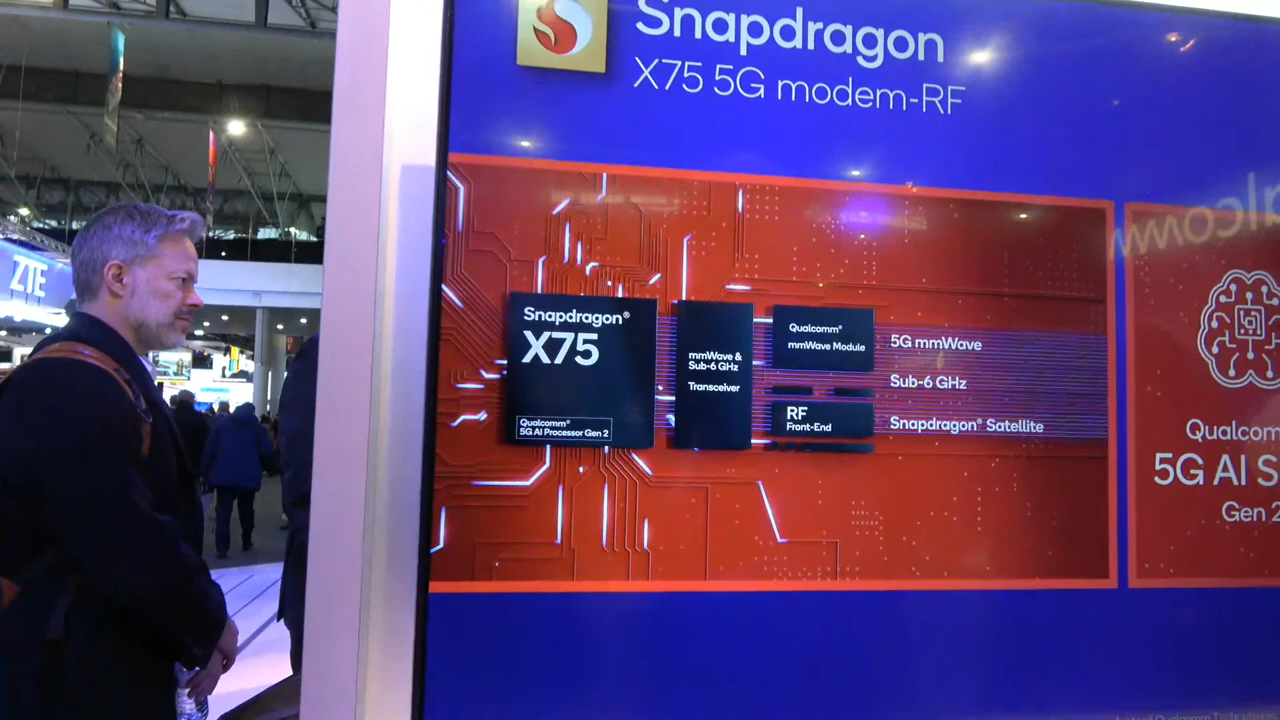 Snapdragon
X75 5G modem-RF
ZTE
Snapdragon®
X75
Qualcomm®
5G AI Processor Gen 2
mmWave &
Sub-6 GHz
Transceiver
Qualcomm®
mmWave Module
RF
Front-End
5G mmWave
Sub-6 GHz
Snapdragon® Satellite
Qualcom
5G AI S
Gen 2